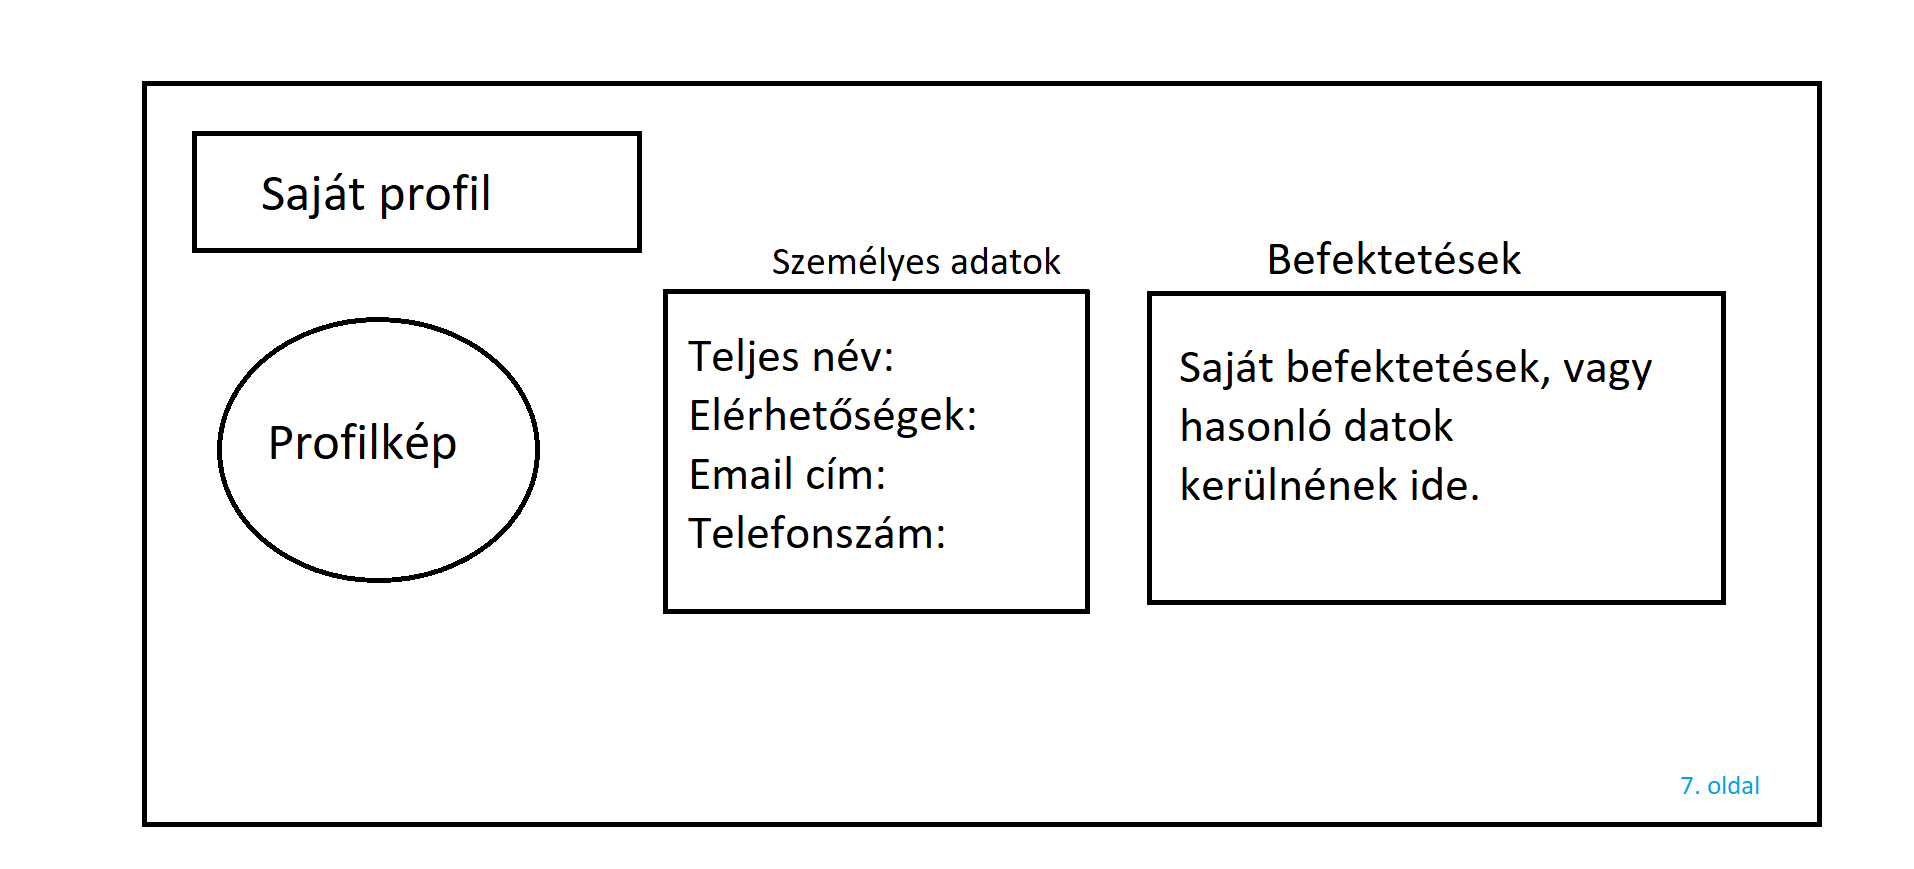 Saját profil
Profilkép
Személyes adatok
Teljes név:
Elérhetőségek:
Email cím:
Telefonszám:
Befektetések
Saját befektetések, vagy
hasonló datok
kerülnének ide.
7. oldal